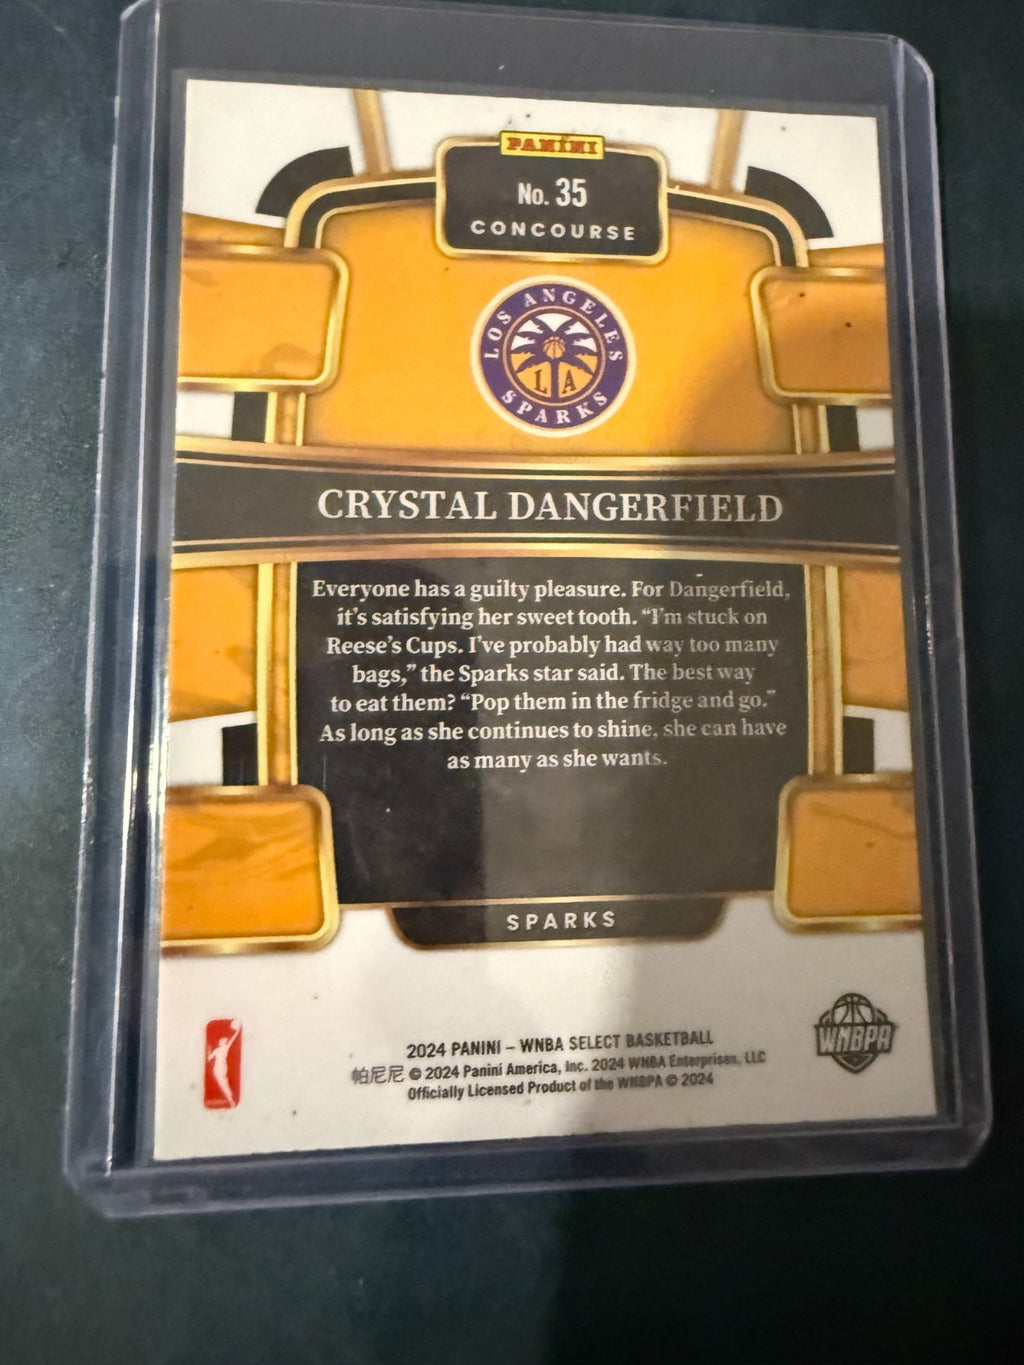 PANINI
No. 35
CONCOURSE
LOS ANGELES
LA
SPARKS
CRYSTAL DANGERFIELD
Everyone has a guilty pleasure. For Dangerfield,
it's satisfying her sweet tooth. “I'm stuck on
Reese's Cups. I've probably had way too many
bags,” the Sparks star said. The best way
to eat them? “Pop them in the fridge and go.”
As long as she continues to shine, she can have
as many as she wants.
SPARKS
WNBPA
2024 PANINI – WNBA SELECT BASKETBALL
帕尼尼 © 2024 Panini America, Inc. 2024 WNBA Enterprises, LLC
Officially Licensed Product of the WNBPA © 2024